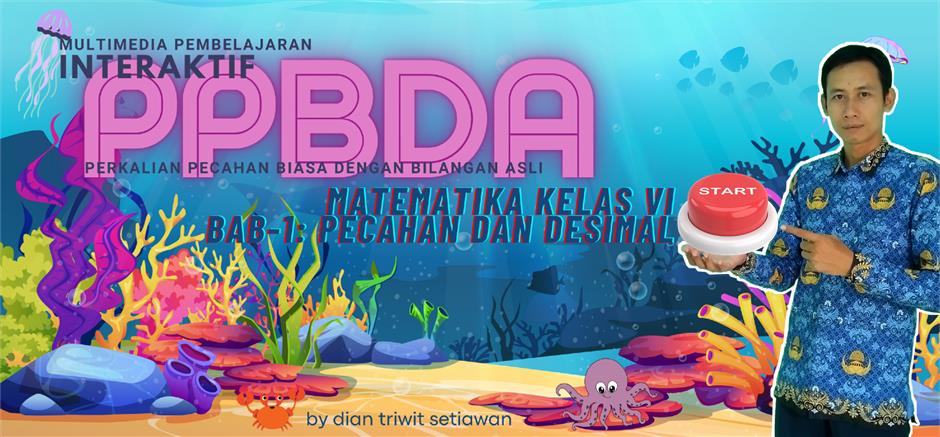 MULTIMEDIA PEMBELAJARAN
INTERAKTIF
PPBDA
PERKALIAN PECAHAN BIASA DENGAN BILANGAN ASLI
MATEMATIKA KELAS VI
BAB-1: PECAHAN DAN DESIMAL
START
by dian triwit setiawan